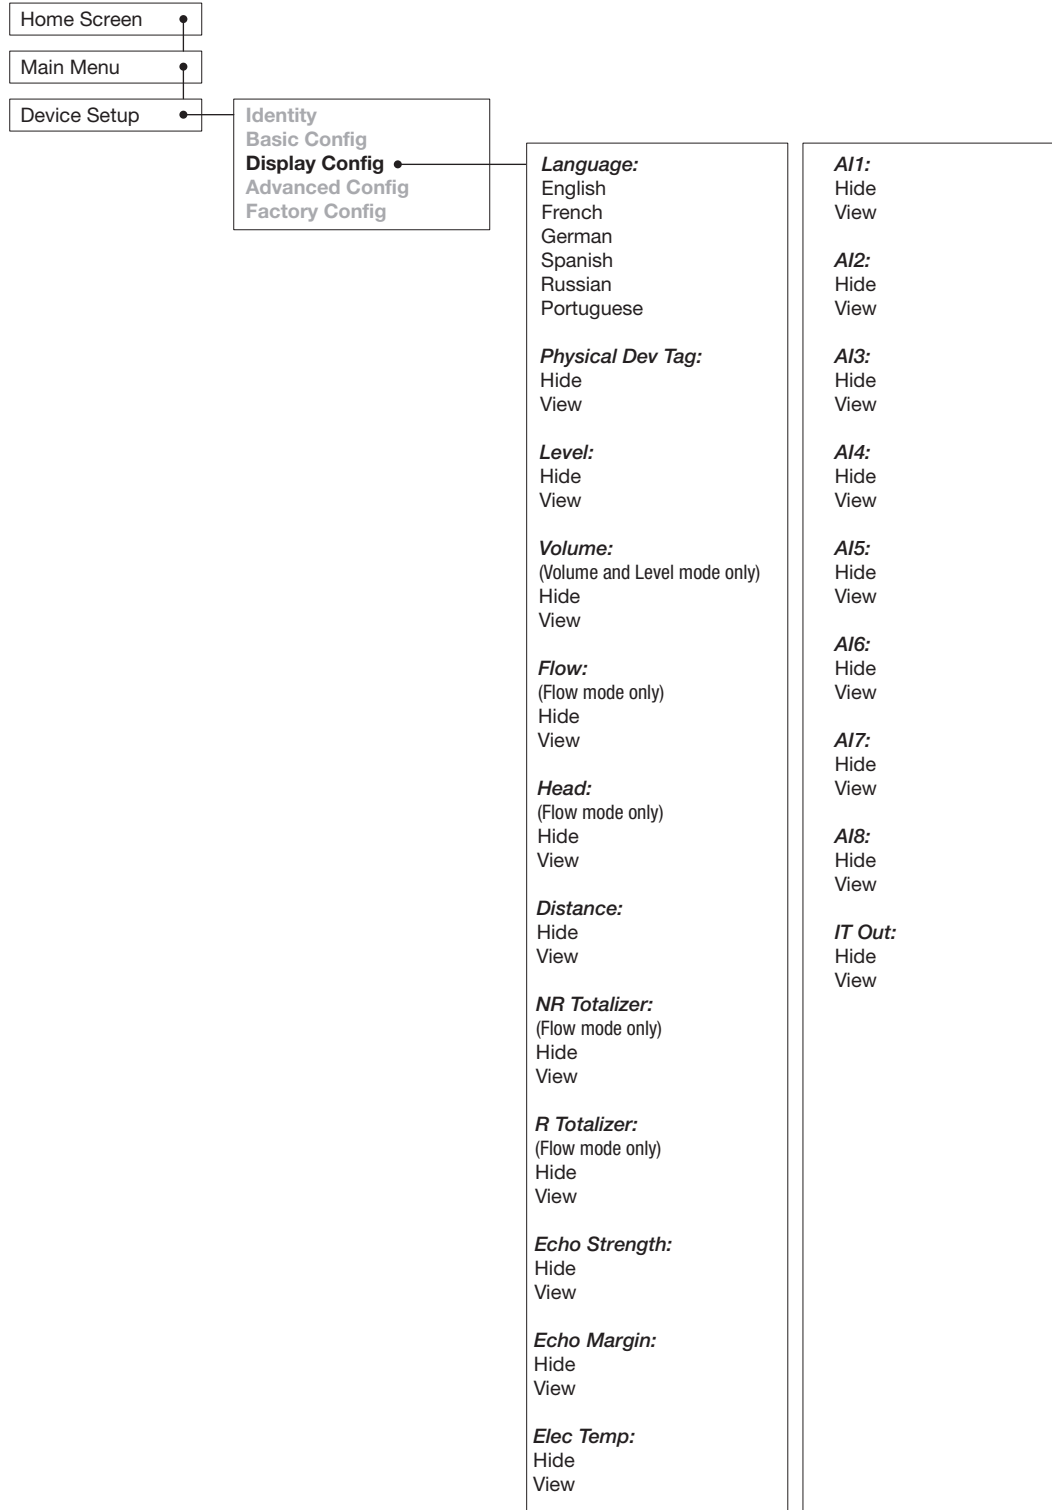 Home Screen
Main Menu
Device Setup
Identity
Basic Config
Display Config
Advanced Config
Factory Config
Language:
English
French
German
Spanish
Russian
Portuguese
Physical Dev Tag:
Hide
View
Level:
Hide
View
Volume:
(Volume and Level mode only)
Hide
View
Flow:
(Flow mode only)
Hide
View
Head:
(Flow mode only)
Hide
View
Distance:
Hide
View
NR Totalizer:
(Flow mode only)
Hide
View
R Totalizer:
(Flow mode only)
Hide
View
Echo Strength:
Hide
View
Echo Margin:
Hide
View
Elec Temp:
Hide
View
AI1:
Hide
View
AI2:
Hide
View
AI3:
Hide
View
AI4:
Hide
View
AI5:
Hide
View
AI6:
Hide
View
AI7:
Hide
View
AI8:
Hide
View
IT Out:
Hide
View